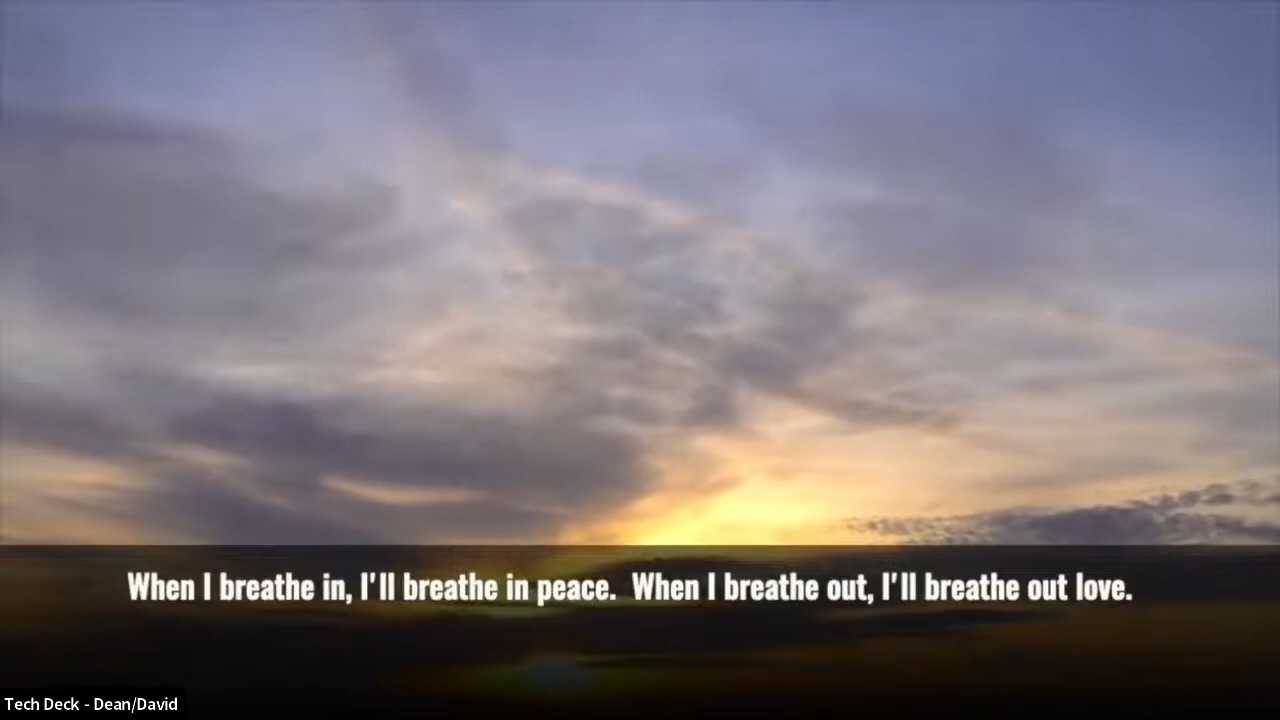 When I breathe in, I'll breathe in peace.  When I breathe out, I'll breathe out love.
Tech Deck - Dean/David